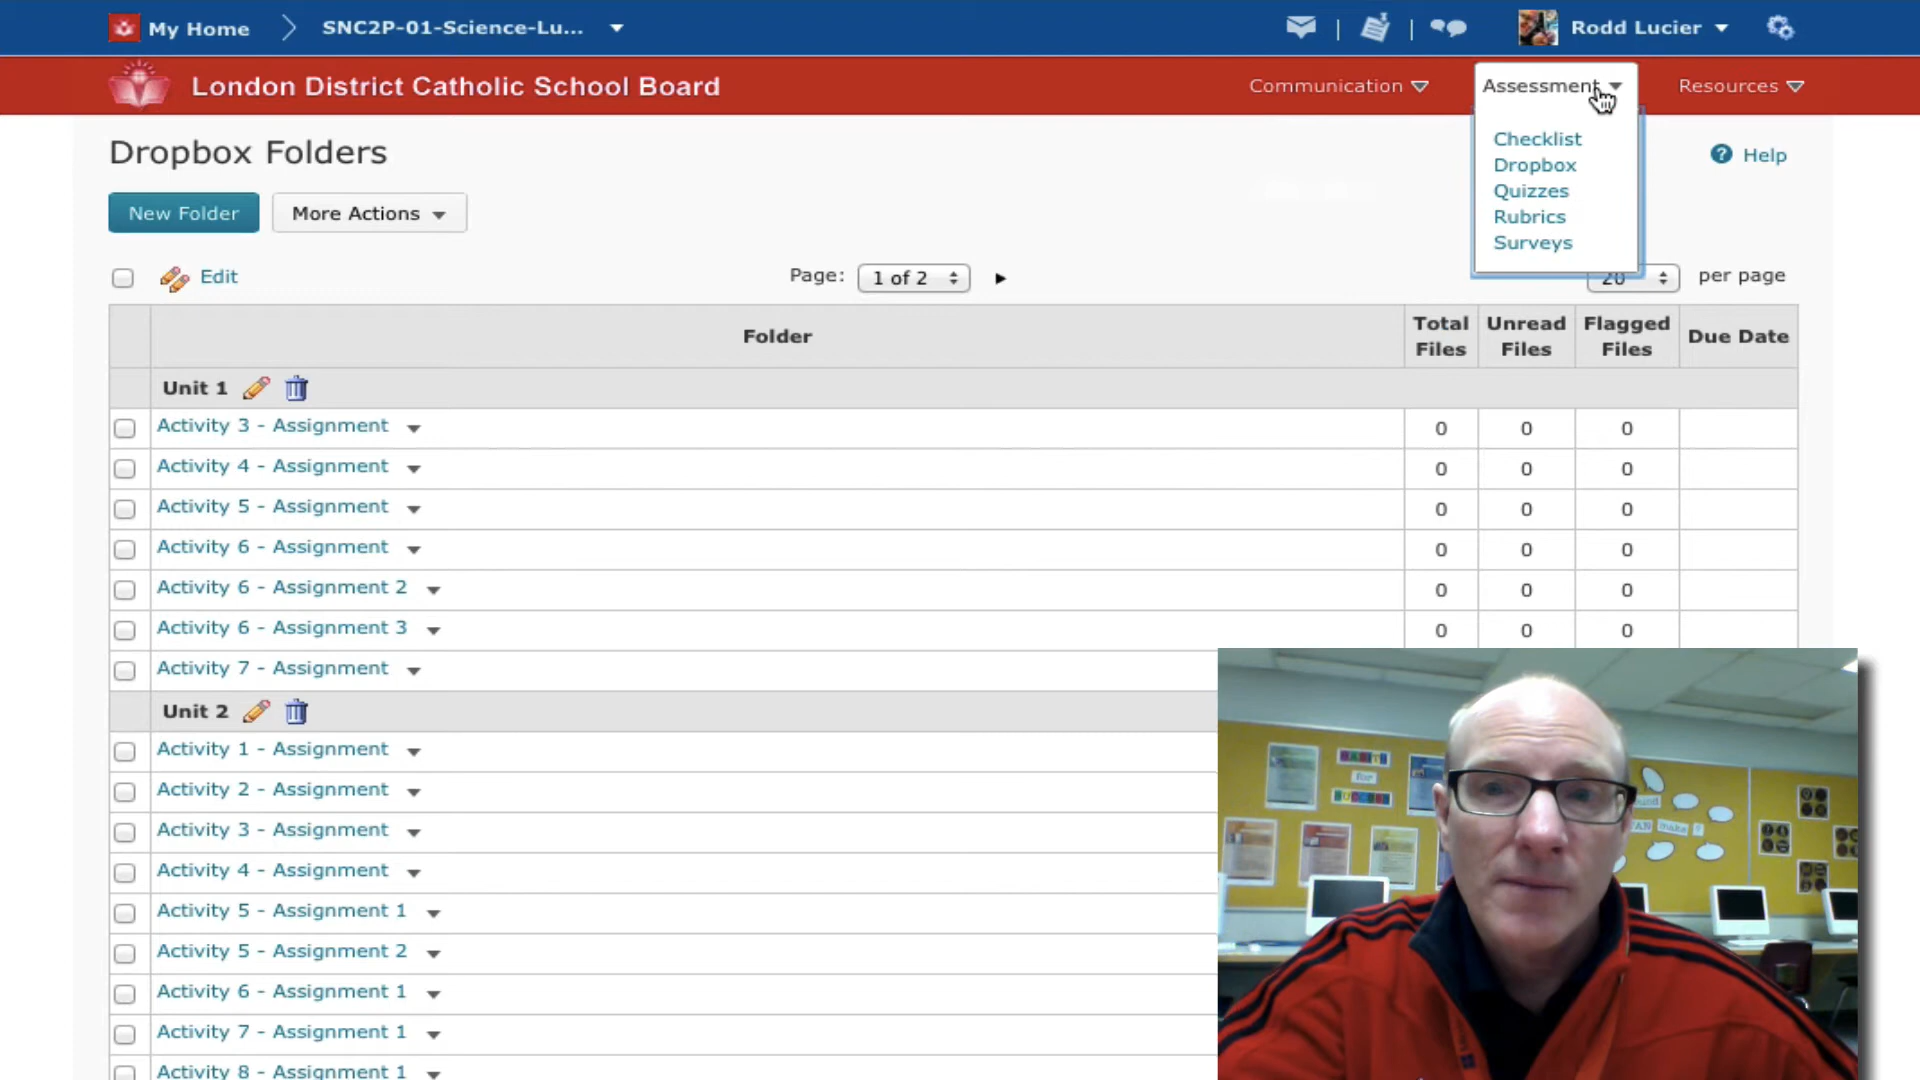 My Home SNC2P-01-Science-Lu... Rodd Lucier
London District Catholic School Board Communication Assessment Resources
Checklist
Dropbox
Quizzes
Rubrics
Surveys
Dropbox Folders
Help
New Folder More Actions
Edit Page: 1 of 2 20 per page
Folder Total Files Unread Files Flagged Files Due Date
Unit 1
Activity 3 - Assignment 0 0 0
Activity 4 - Assignment 0 0 0
Activity 5 - Assignment 0 0 0
Activity 6 - Assignment 0 0 0
Activity 6 - Assignment 2 0 0 0
Activity 6 - Assignment 3 0 0 0
Activity 7 - Assignment
Unit 2
Activity 1 - Assignment
Activity 2 - Assignment
Activity 3 - Assignment
Activity 4 - Assignment
Activity 5 - Assignment 1
Activity 5 - Assignment 2
Activity 6 - Assignment 1
Activity 7 - Assignment 1
Activity 8 - Assignment 1